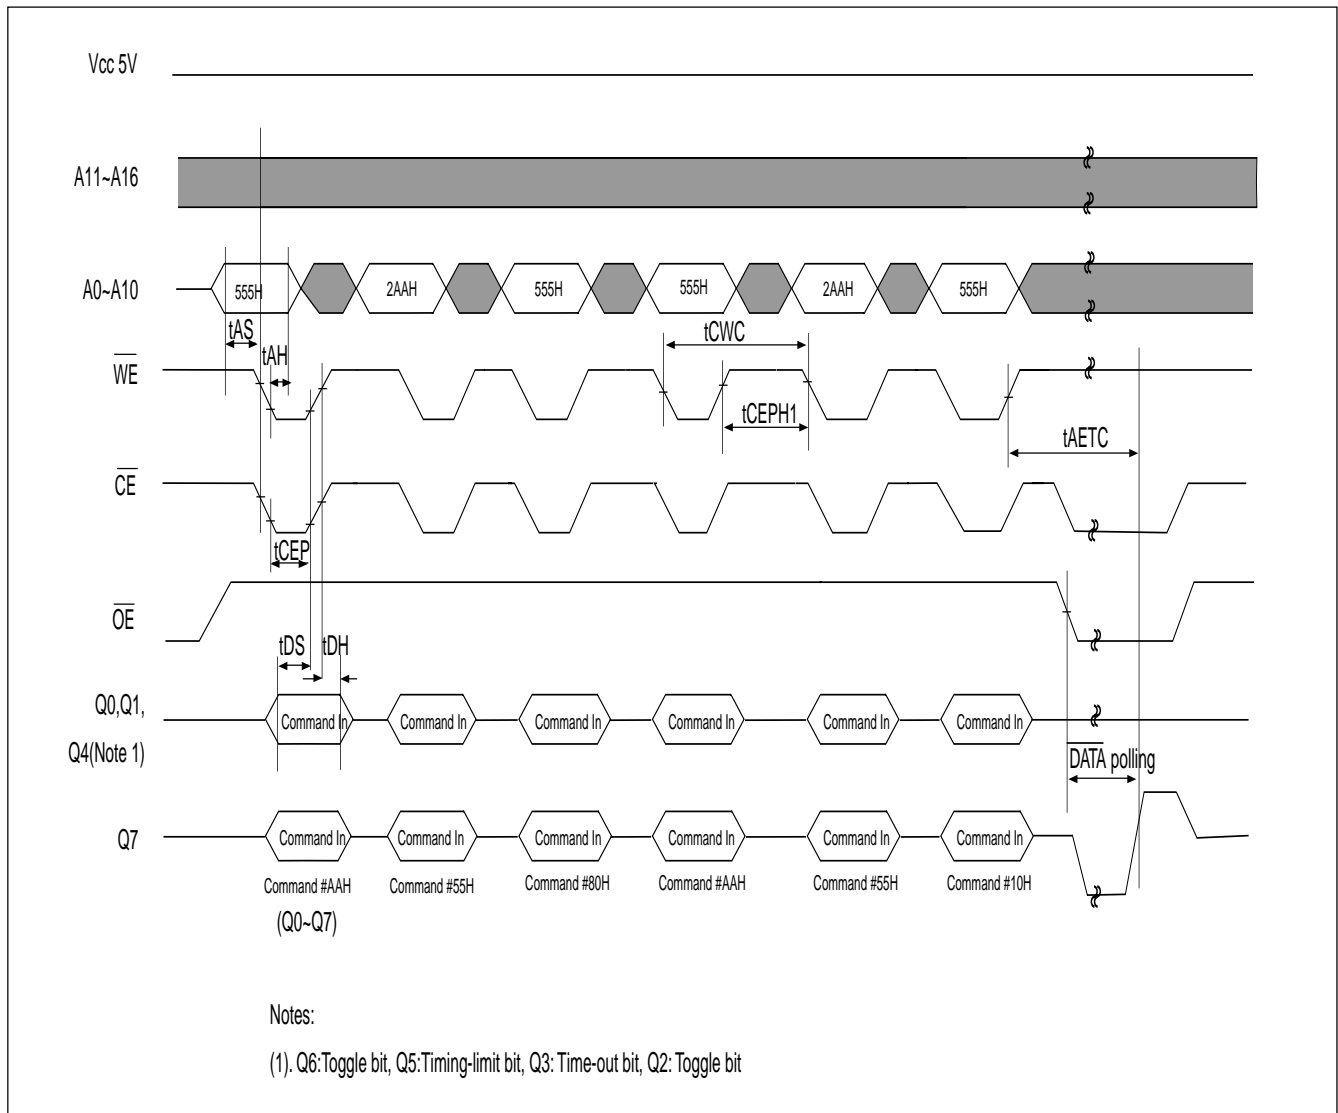 Vcc 5V
A11~A16
A0~A10
555H 2AAH 555H 555H 2AAH 555H
tAS
tCWC
tAH
WE
tCEPH1
tAETC
CE
tCEP
OE
tDS tDH
Q0,Q1,
Command In Command In Command In Command In Command In Command In
Q4(Note 1)
DATA polling
Q7
Command In Command In Command In Command In Command In Command In
Command #AAH Command #55H Command #80H Command #AAH Command #55H Command #10H
(Q0~Q7)
Notes:
(1). Q6:Toggle bit, Q5:Timing-limit bit, Q3: Time-out bit, Q2: Toggle bit